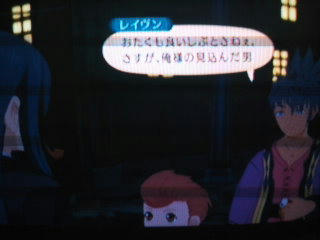 レイヴン
おたくも良いしぶとさねぇ。
さすが、俺様の見込んだ男